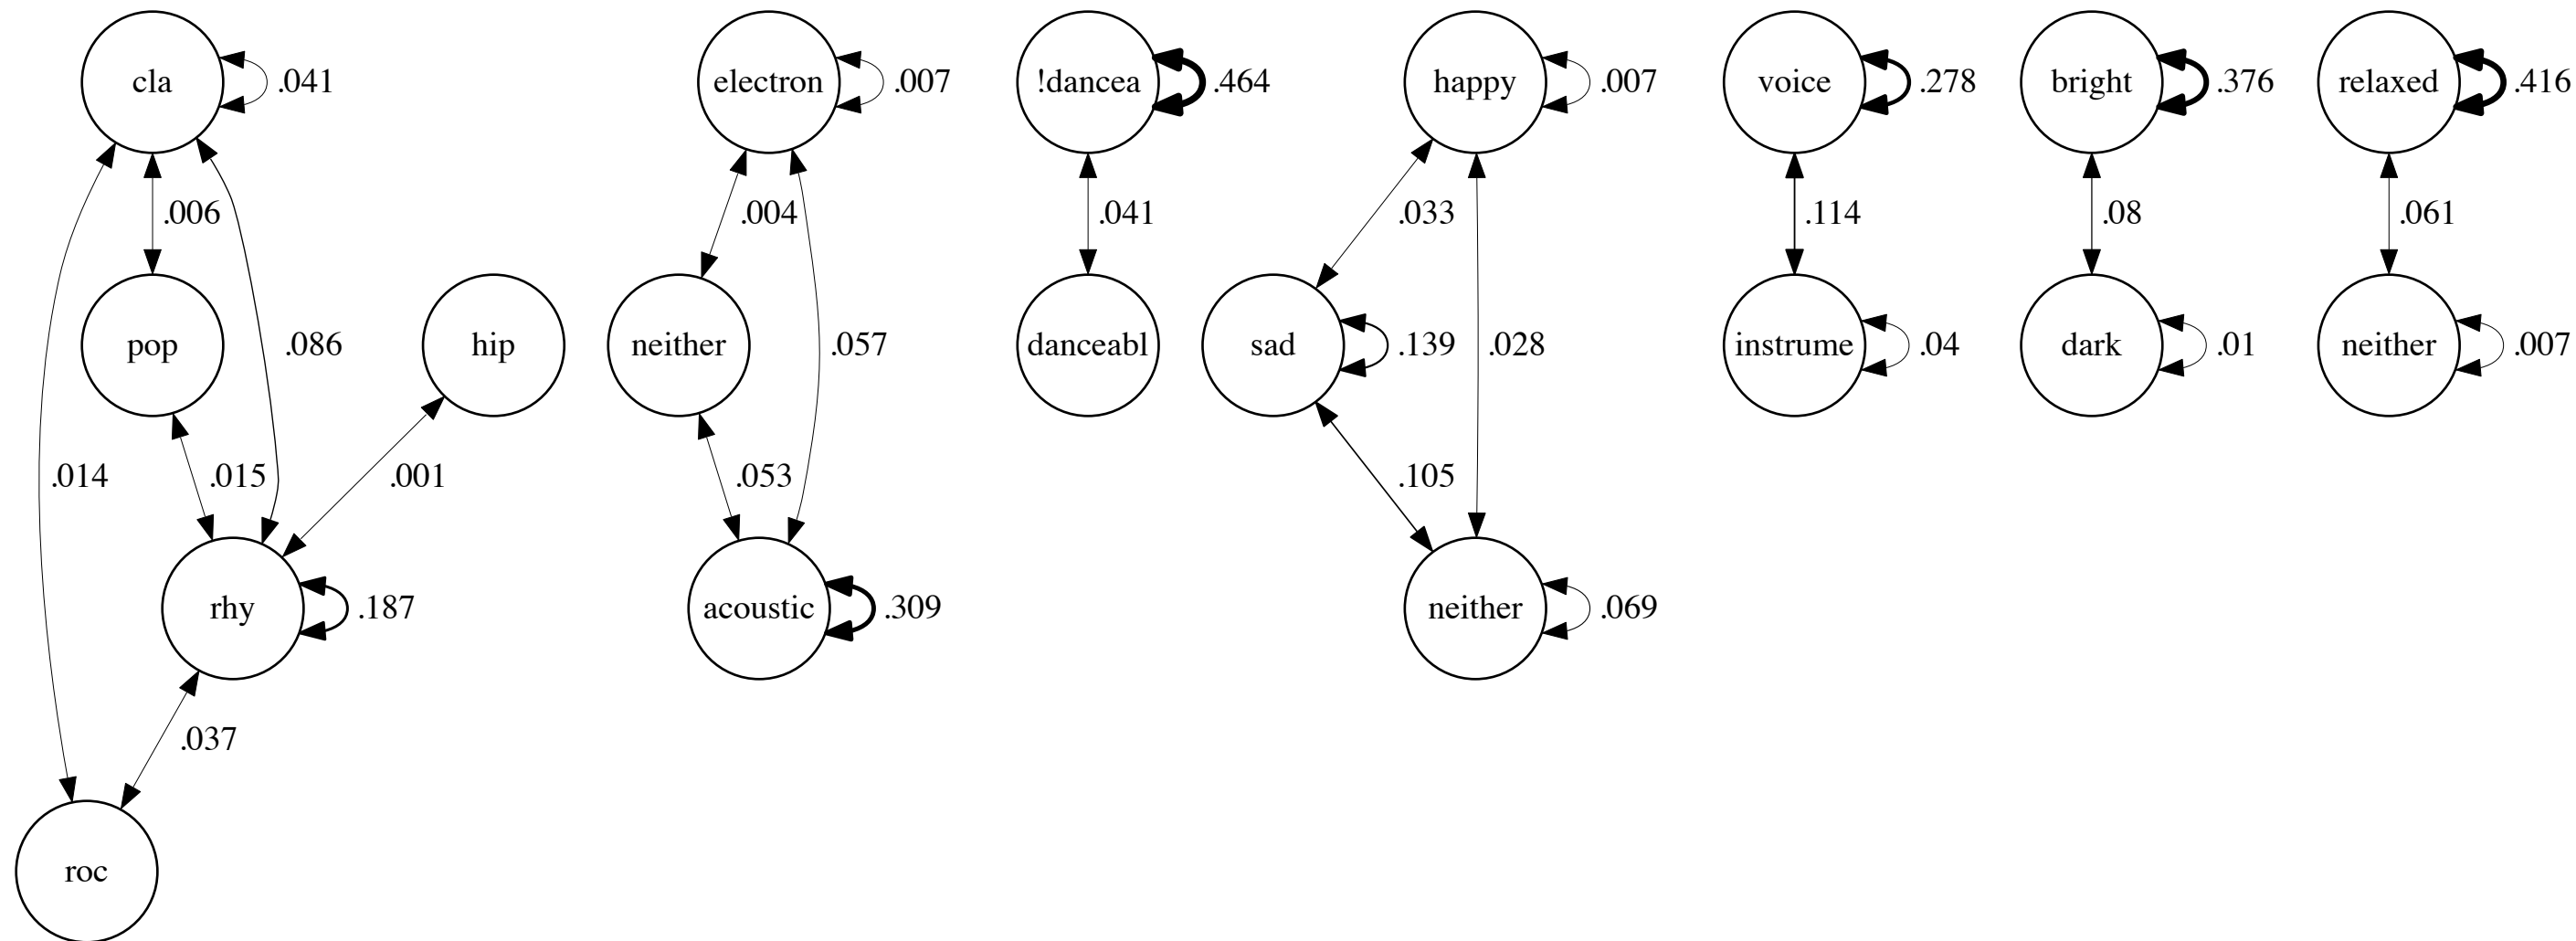 cla
.041
electron
.007
!dancea
.464
happy
.007
voice
.278
bright
.376
relaxed
.416
.006
.004
.041
.033
.114
.08
.061
pop
.086
hip
neither
.057
danceabl
sad
.139
.028
instrume
.04
dark
.01
neither
.007
.014
.015
.001
.053
.105
rhy
.187
acoustic
.309
neither
.069
.037
roc